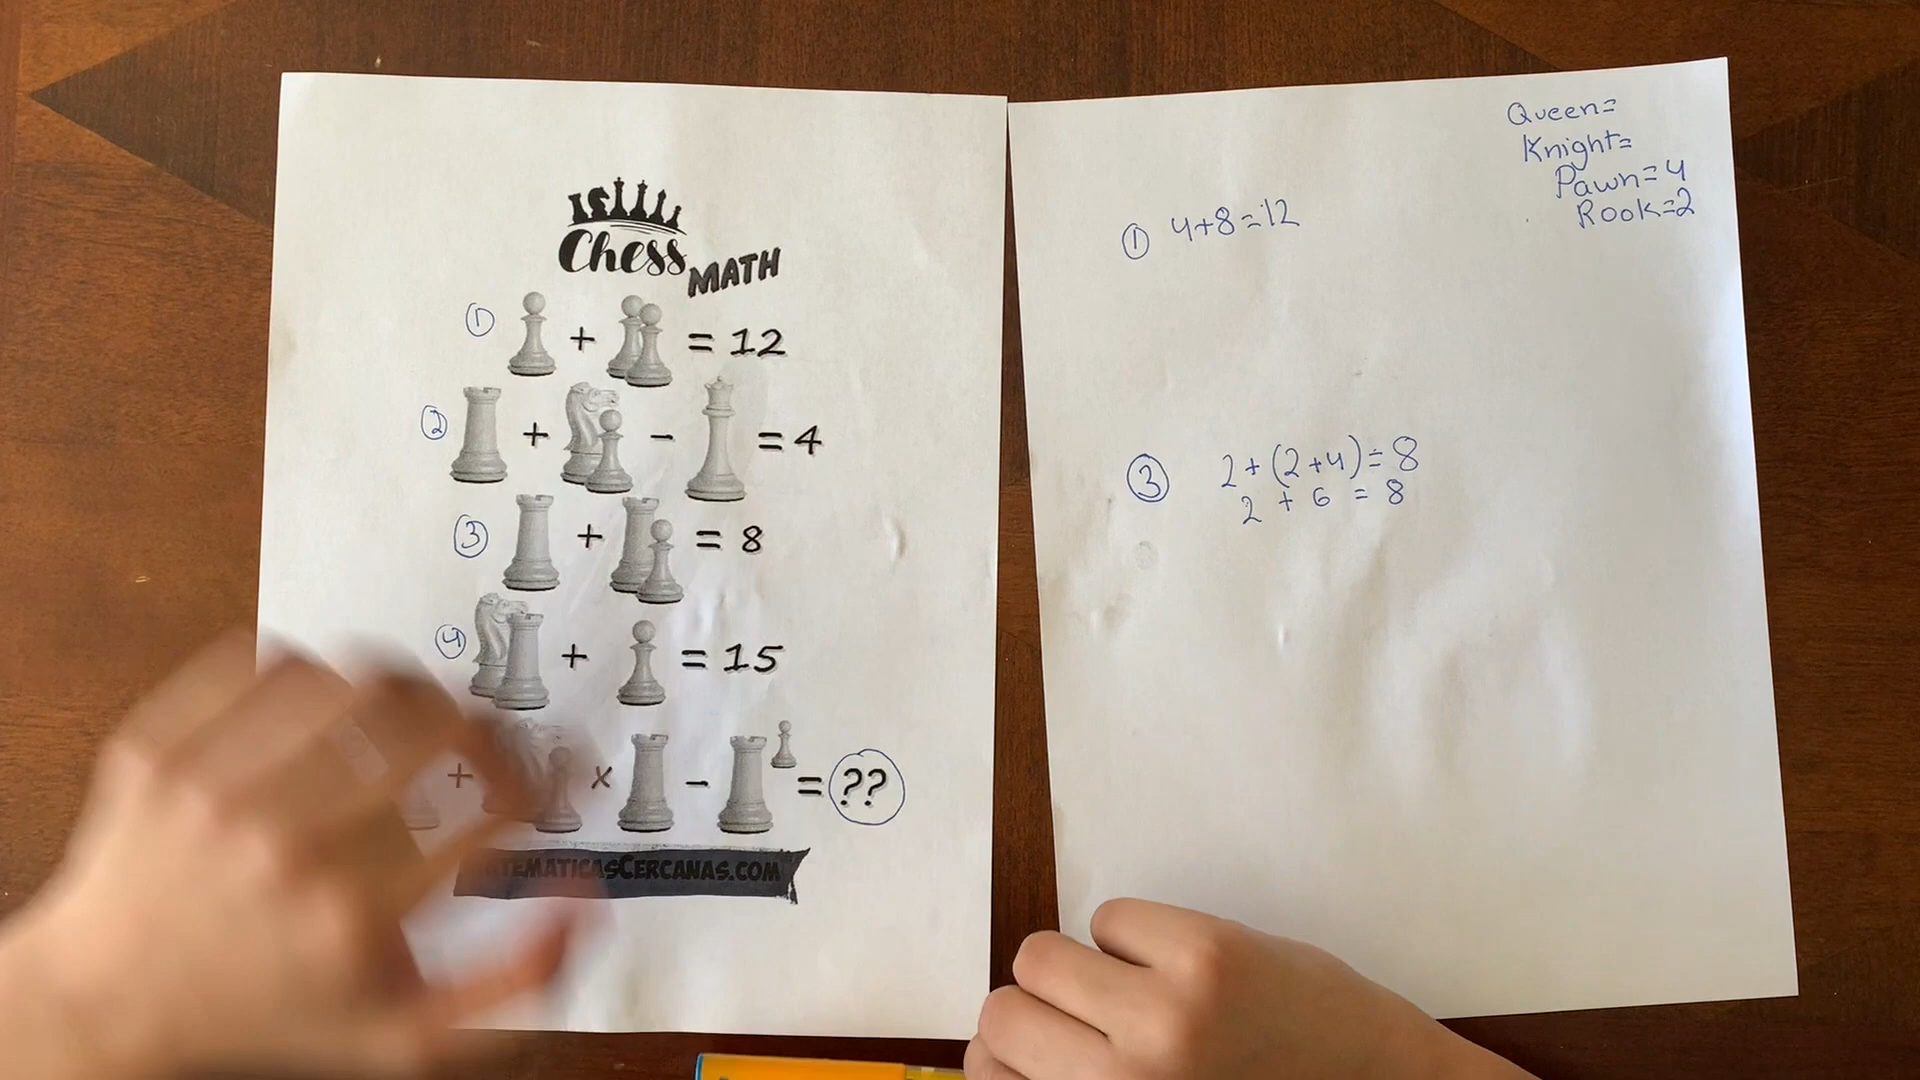 Chess
MATH
① + = 12
② + - = 4
③ + = 8
④ + = 15
+ x - = ??
CERCANAS.COM
Queen=
Knight=
Pawn=4
Rook=2
① 4+8=12
③ 2+(2+4)=8
2 + 6 = 8